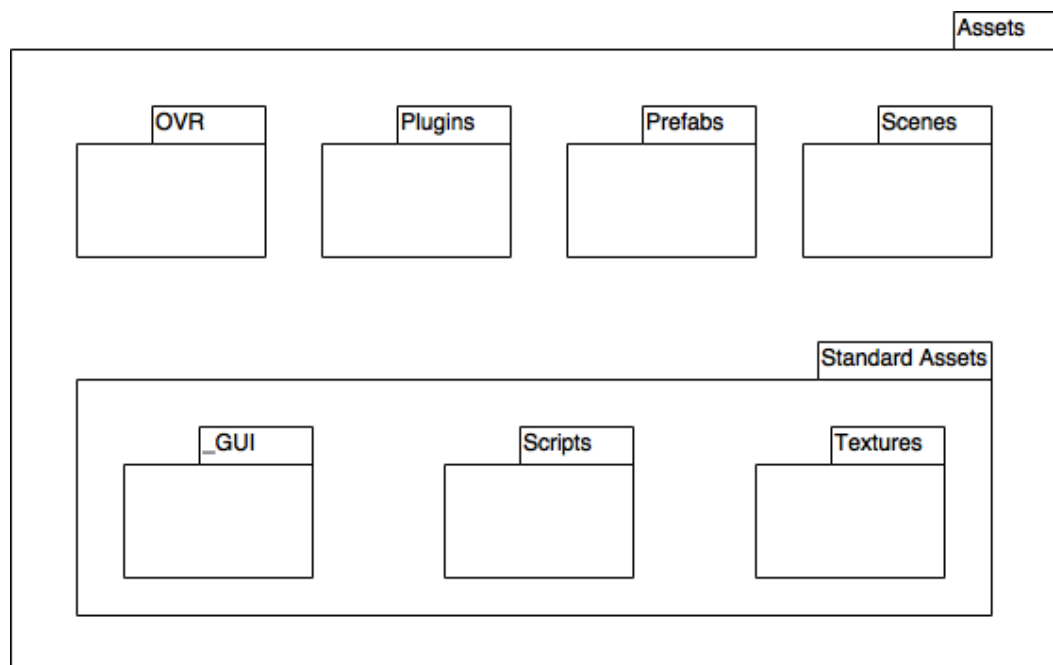 Assets
OVR
Plugins
Prefabs
Scenes
Standard Assets
_GUI
Scripts
Textures